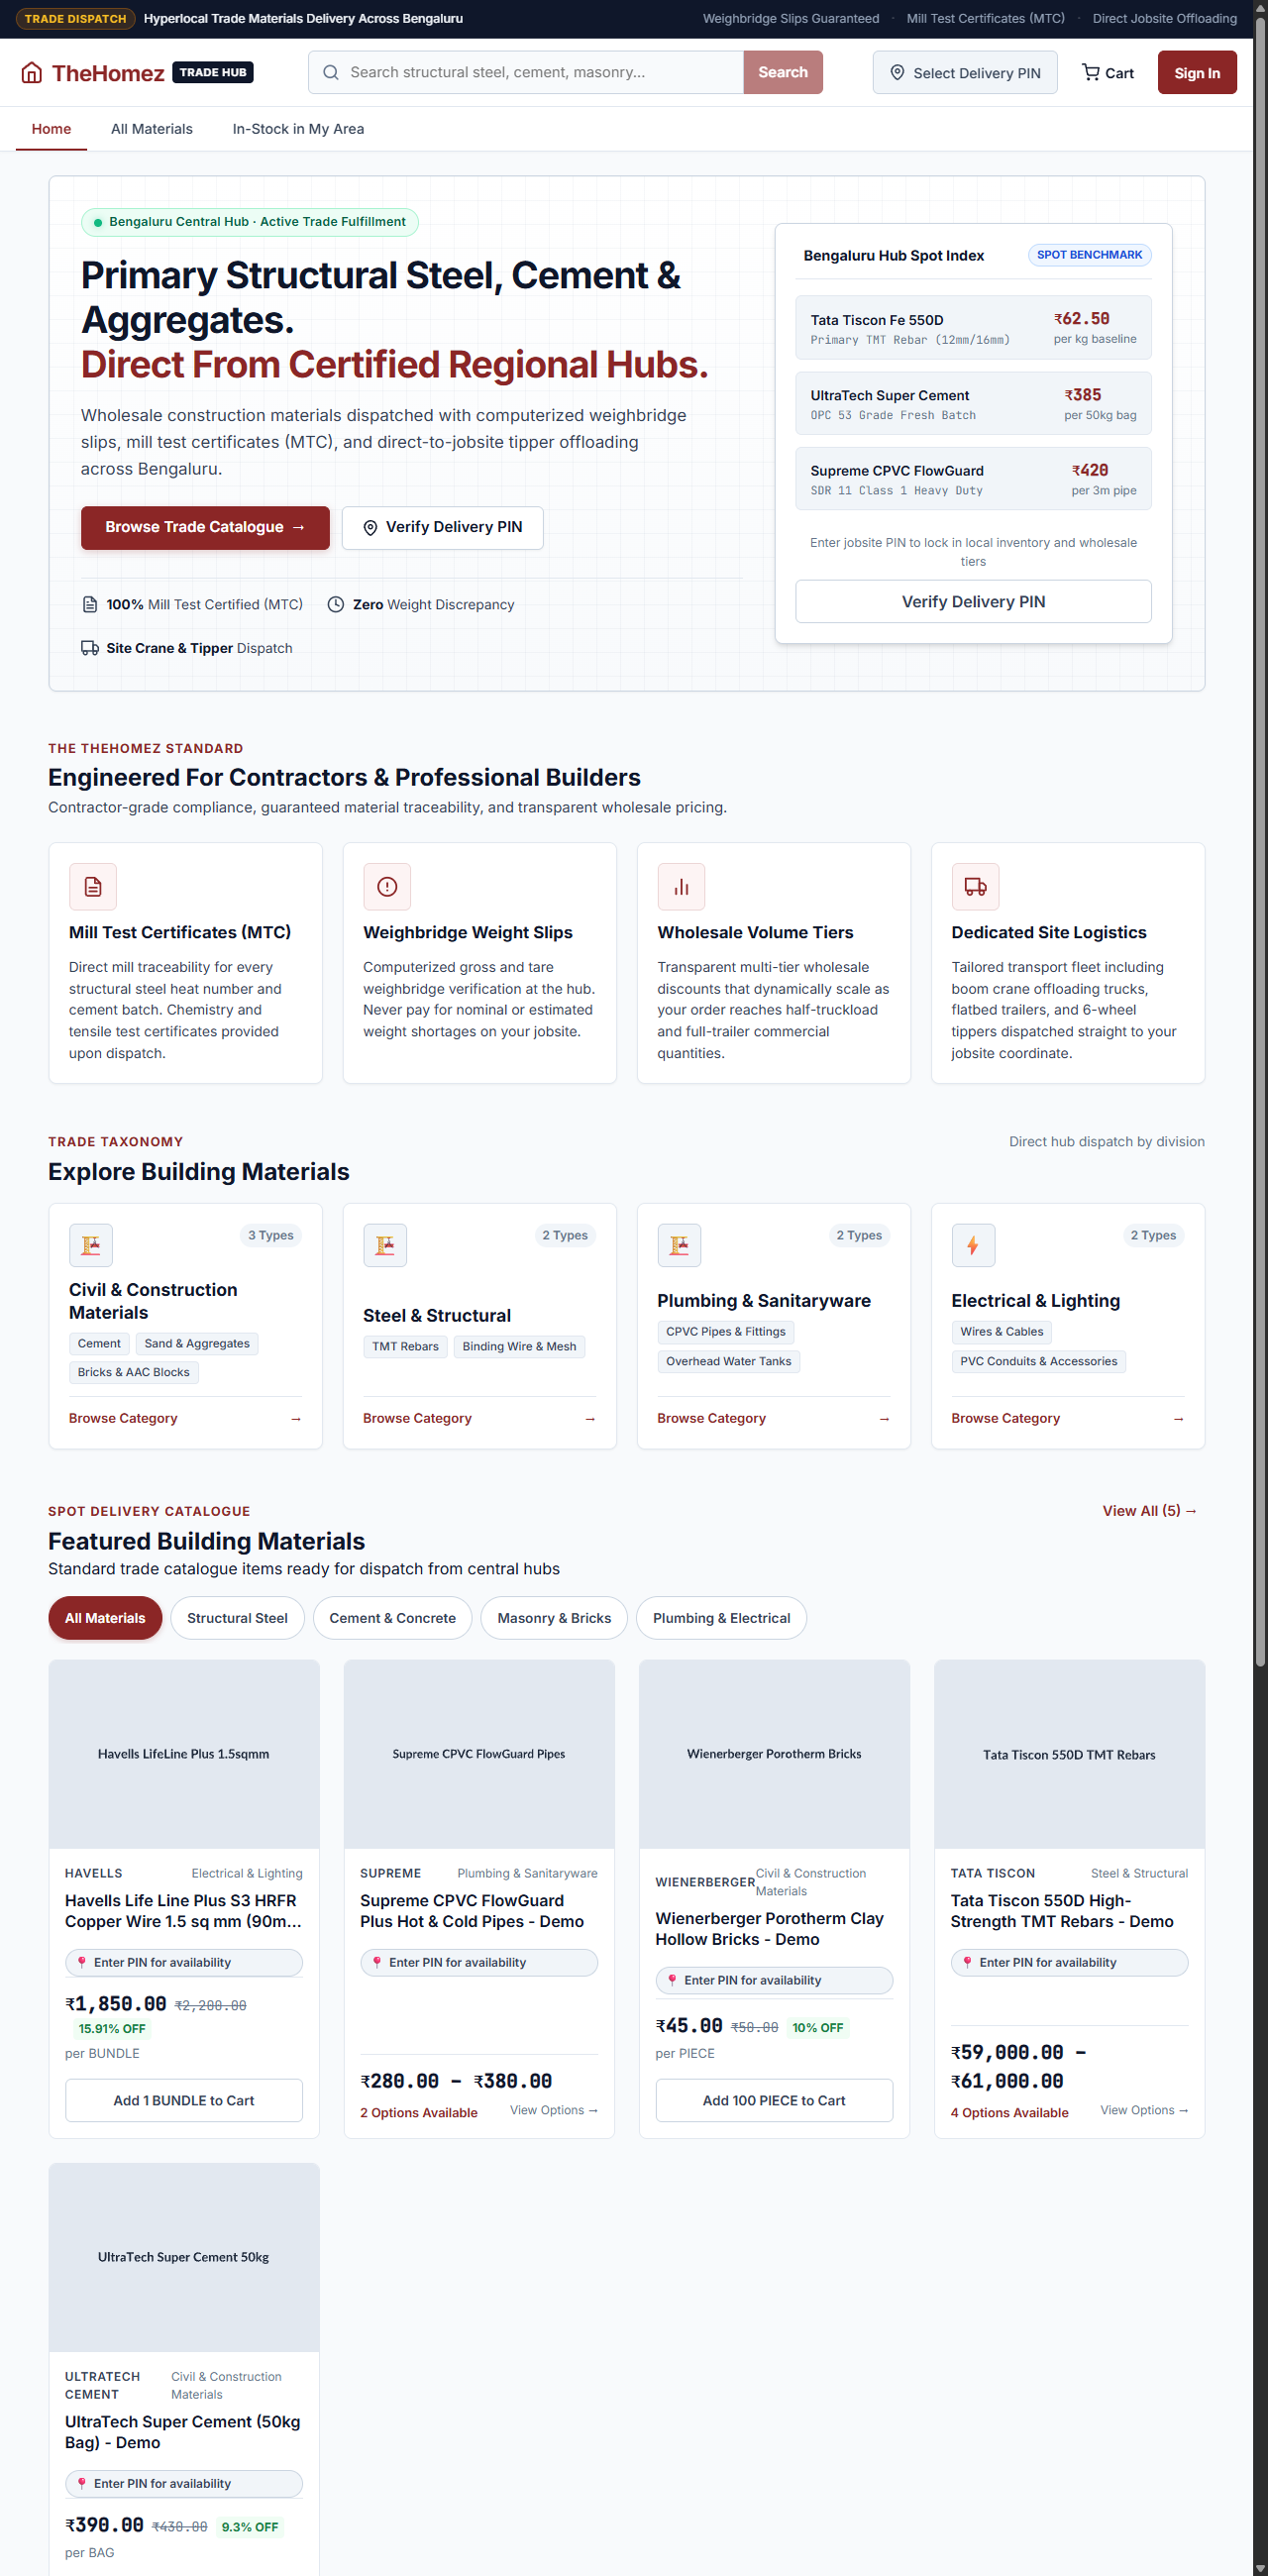 TRADE DISPATCH Hyperlocal Trade Materials Delivery Across Bengaluru Weighbridge Slips Guaranteed · Mill Test Certificates (MTC) · Direct Jobsite Offloading
TheHomez TRADE HUB Search structural steel, cement, masonry... Search Select Delivery PIN Cart Sign In
Home All Materials In-Stock in My Area
Bengaluru Central Hub · Active Trade Fulfillment
Primary Structural Steel, Cement &
Aggregates.
Direct From Certified Regional Hubs.
Wholesale construction materials dispatched with computerized weighbridge
slips, mill test certificates (MTC), and direct-to-jobsite tipper offloading
across Bengaluru.
Browse Trade Catalogue → Verify Delivery PIN
100% Mill Test Certified (MTC) Zero Weight Discrepancy
Site Crane & Tipper Dispatch
Bengaluru Hub Spot Index SPOT BENCHMARK
Tata Tiscon Fe 550D ₹62.50
Primary TMT Rebar (12mm/16mm) per kg baseline
UltraTech Super Cement ₹385
OPC 53 Grade Fresh Batch per 50kg bag
Supreme CPVC FlowGuard ₹420
SDR 11 Class 1 Heavy Duty per 3m pipe
Enter jobsite PIN to lock in local inventory and wholesale
tiers
Verify Delivery PIN
THE THEHOMEZ STANDARD
Engineered For Contractors & Professional Builders
Contractor-grade compliance, guaranteed material traceability, and transparent wholesale pricing.
Mill Test Certificates (MTC)
Direct mill traceability for every
structural steel heat number and
cement batch. Chemistry and
tensile test certificates provided
upon dispatch.
Weighbridge Weight Slips
Computerized gross and tare
weighbridge verification at the hub.
Never pay for nominal or estimated
weight shortages on your jobsite.
Wholesale Volume Tiers
Transparent multi-tier wholesale
discounts that dynamically scale as
your order reaches half-truckload
and full-trailer commercial
quantities.
Dedicated Site Logistics
Tailored transport fleet including
boom crane offloading trucks,
flatbed trailers, and 6-wheel
tippers dispatched straight to your
jobsite coordinate.
TRADE TAXONOMY Direct hub dispatch by division
Explore Building Materials
3 Types
Civil & Construction
Materials
Cement Sand & Aggregates
Bricks & AAC Blocks
Browse Category →
2 Types
Steel & Structural
TMT Rebars Binding Wire & Mesh
Browse Category →
2 Types
Plumbing & Sanitaryware
CPVC Pipes & Fittings
Overhead Water Tanks
Browse Category →
2 Types
Electrical & Lighting
Wires & Cables
PVC Conduits & Accessories
Browse Category →
SPOT DELIVERY CATALOGUE View All (5) →
Featured Building Materials
Standard trade catalogue items ready for dispatch from central hubs
All Materials Structural Steel Cement & Concrete Masonry & Bricks Plumbing & Electrical
Havells LifeLine Plus 1.5sqmm
HAVELLS Electrical & Lighting
Havells Life Line Plus S3 HRFR
Copper Wire 1.5 sq mm (90m...
Enter PIN for availability
₹1,850.00 ₹2,200.00
15.91% OFF
per BUNDLE
Add 1 BUNDLE to Cart
Supreme CPVC FlowGuard Pipes
SUPREME Plumbing & Sanitaryware
Supreme CPVC FlowGuard
Plus Hot & Cold Pipes - Demo
Enter PIN for availability
₹280.00 – ₹380.00
2 Options Available View Options →
Wienerberger Porotherm Bricks
WIENERBERGER Civil & Construction
Materials
Wienerberger Porotherm Clay
Hollow Bricks - Demo
Enter PIN for availability
₹45.00 ₹50.00 10% OFF
per PIECE
Add 100 PIECE to Cart
Tata Tiscon 550D TMT Rebars
TATA TISCON Steel & Structural
Tata Tiscon 550D High-
Strength TMT Rebars - Demo
Enter PIN for availability
₹59,000.00 –
₹61,000.00
4 Options Available View Options →
UltraTech Super Cement 50kg
ULTRATECH Civil & Construction
CEMENT Materials
UltraTech Super Cement (50kg
Bag) - Demo
Enter PIN for availability
₹390.00 ₹430.00 9.3% OFF
per BAG